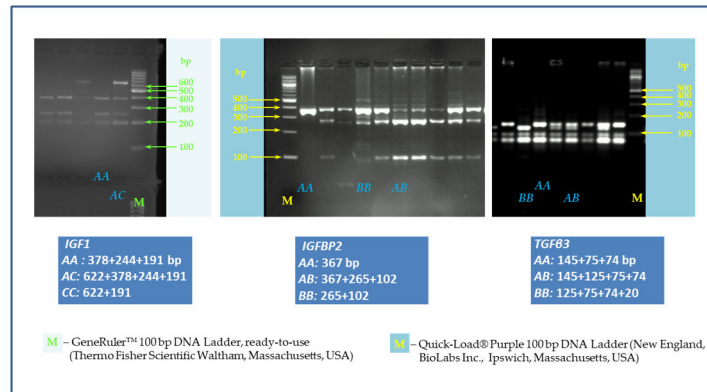 bp
600
500
400
300
200
100
AA
AC
M
bp
500
400
300
200
100
AA
BB
AB
M
bp
500
400
300
200
100
AA
BB
AB
M
IGF1
AA: 378+244+191 bp
AC: 622+378+244+191
CC: 622+191
IGFBP2
AA: 367 bp
AB: 367+265+102
BB: 265+102
TGFβ3
AA: 145+75+74 bp
AB: 145+125+75+74
BB: 125+75+74+20
M – GeneRuler™ 100 bp DNA Ladder, ready-to-use
(Thermo Fisher Scientific Waltham, Massachusetts, USA)
M – Quick-Load® Purple 100 bp DNA Ladder (New England,
BioLabs Inc., Ipswich, Massachusetts, USA)